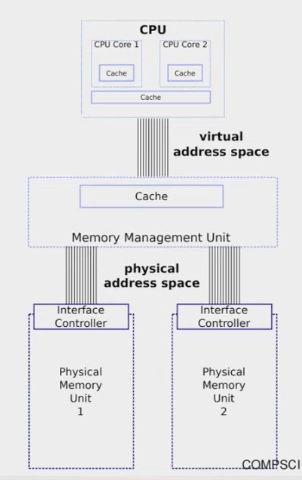 CPU
CPU Core 1
CPU Core 2
Cache
Cache
Cache
virtual
address space
Cache
Memory Management Unit
physical
address space
Interface
Controller
Interface
Controller
Physical
Memory
Unit
1
Physical
Memory
Unit
2
COMPSCI